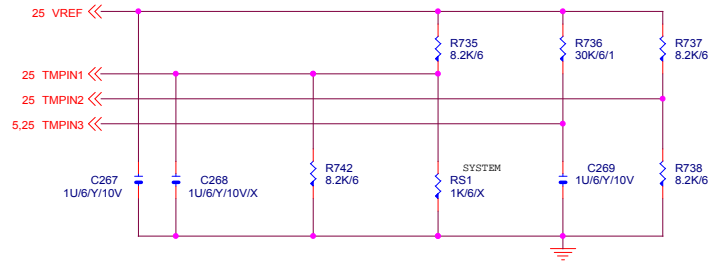 25 VREF
R735
8.2K/6
R736
30K/6/1
R737
8.2K/6
25 TMPIN1
25 TMPIN2
5,25 TMPIN3
C267
1U/6/Y/10V
C268
1U/6/Y/10V/X
R742
8.2K/6
SYSTEM
RS1
1K/6/X
C269
1U/6/Y/10V
R738
8.2K/6